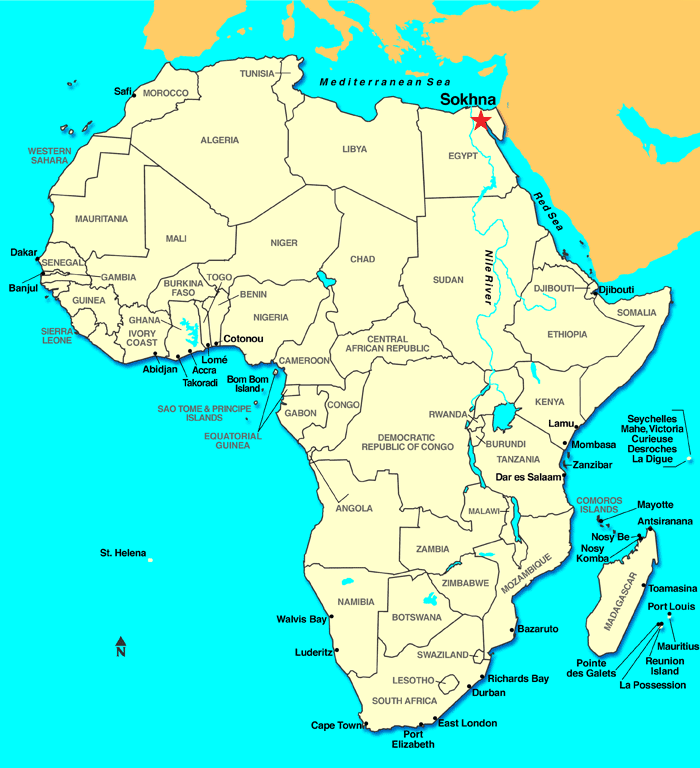 Mediterranean Sea
TUNISIA
Safi
MOROCCO
Sokhna
ALGERIA
LIBYA
EGYPT
WESTERN
SAHARA
Red Sea
MAURITANIA
MALI
NIGER
CHAD
SUDAN
Nile River
Dakar
SENEGAL
Banjul
GAMBIA
BURKINA
FASO
TOGO
BENIN
DJIBOUTI
Djibouti
GUINEA
GHANA
IVORY
COAST
NIGERIA
SOMALIA
SIERRA
LEONE
ETHIOPIA
Cotonou
CENTRAL
AFRICAN REPUBLIC
Lomé
Accra
Abidjan
Takoradi
CAMEROON
Bom Bom
Island
SAO TOME & PRINCIPE
ISLANDS
EQUATORIAL
GUINEA
GABON
CONGO
KENYA
RWANDA
BURUNDI
DEMOCRATIC
REPUBLIC OF CONGO
TANZANIA
Lamu
Mombasa
Zanzibar
Dar es Salaam
Seychelles
Mahe, Victoria
Curieuse
Desroches
La Digue
ANGOLA
MALAWI
COMOROS
ISLANDS
Mayotte
Antsiranana
Nosy Be
Nosy
Komba
St. Helena
ZAMBIA
MOZAMBIQUE
ZIMBABWE
NAMIBIA
BOTSWANA
MADAGASCAR
Toamasina
Port Louis
Mauritius
Reunion
Island
Pointe
des Galets
La Possession
Walvis Bay
Bazaruto
N
Luderitz
SWAZILAND
LESOTHO
Richards Bay
Durban
SOUTH AFRICA
Cape Town
East London
Port
Elizabeth